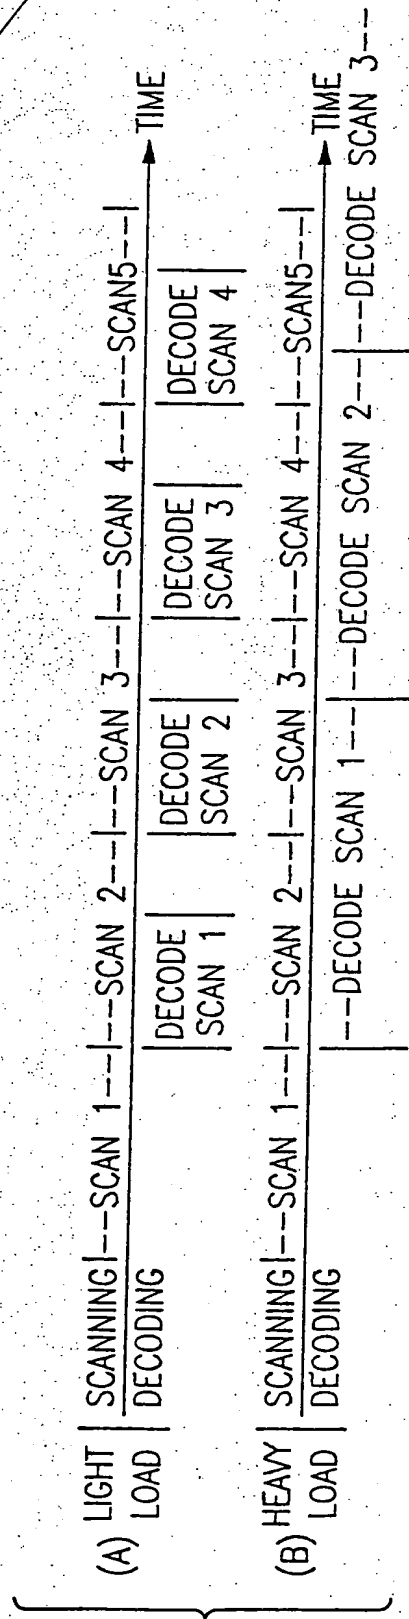 (A) LIGHT LOAD
SCANNING|--SCAN 1--|--SCAN 2--|--SCAN 3--|--SCAN 4--|--SCAN5--| TIME
DECODING |DECODE SCAN 1| |DECODE SCAN 2| |DECODE SCAN 3| |DECODE SCAN 4|
(B) HEAVY LOAD
SCANNING|--SCAN 1--|--SCAN 2--|--SCAN 3--|--SCAN 4--|--SCAN5--| TIME
DECODING |--DECODE SCAN 1--|--DECODE SCAN 2--|--DECODE SCAN 3--